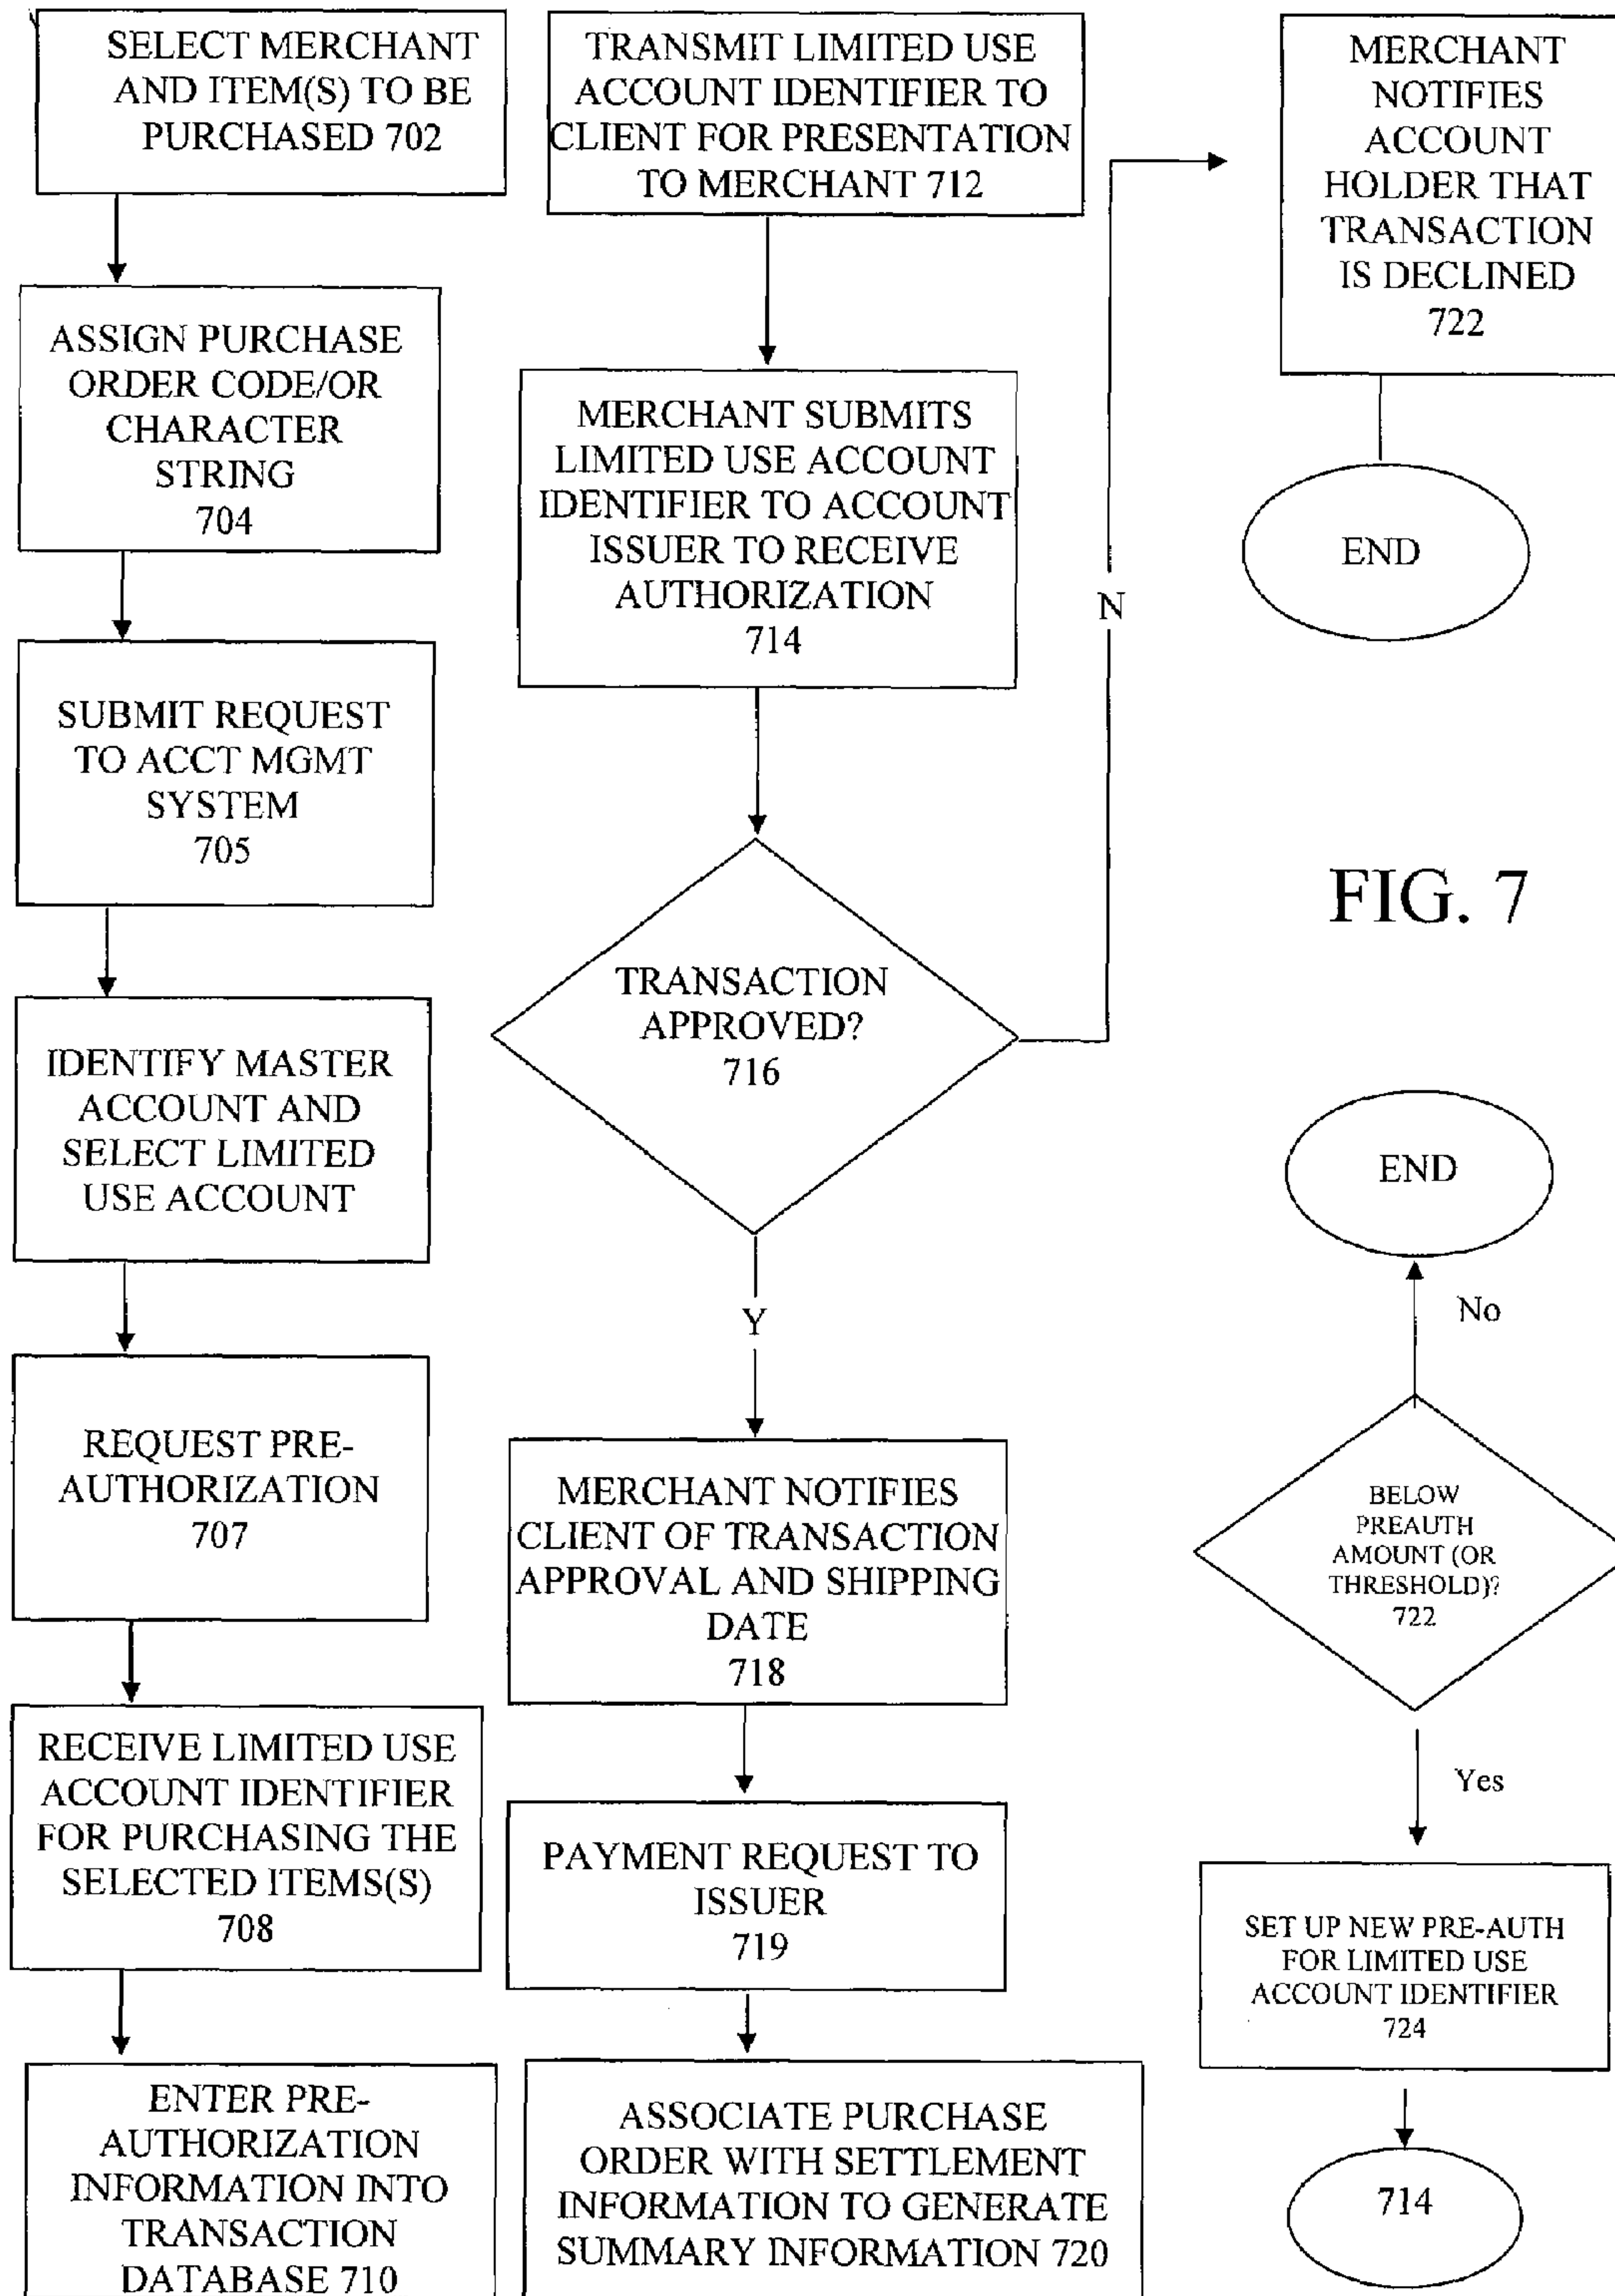 SELECT MERCHANT
AND ITEM(S) TO BE
PURCHASED 702
ASSIGN PURCHASE
ORDER CODE/OR
CHARACTER
STRING
704
SUBMIT REQUEST
TO ACCT MGMT
SYSTEM
705
IDENTIFY MASTER
ACCOUNT AND
SELECT LIMITED
USE ACCOUNT
REQUEST PRE-
AUTHORIZATION
707
RECEIVE LIMITED USE
ACCOUNT IDENTIFIER
FOR PURCHASING THE
SELECTED ITEMS(S)
708
ENTER PRE-
AUTHORIZATION
INFORMATION INTO
TRANSACTION
DATABASE 710
TRANSMIT LIMITED USE
ACCOUNT IDENTIFIER TO
CLIENT FOR PRESENTATION
TO MERCHANT 712
MERCHANT SUBMITS
LIMITED USE ACCOUNT
IDENTIFIER TO ACCOUNT
ISSUER TO RECEIVE
AUTHORIZATION
714
TRANSACTION
APPROVED?
716
N
Y
MERCHANT NOTIFIES
CLIENT OF TRANSACTION
APPROVAL AND SHIPPING
DATE
718
PAYMENT REQUEST TO
ISSUER
719
ASSOCIATE PURCHASE
ORDER WITH SETTLEMENT
INFORMATION TO GENERATE
SUMMARY INFORMATION 720
MERCHANT
NOTIFIES
ACCOUNT
HOLDER THAT
TRANSACTION
IS DECLINED
722
END
FIG. 7
END
No
BELOW
PREAUTH
AMOUNT (OR
THRESHOLD)?
722
Yes
SET UP NEW PRE-AUTH
FOR LIMITED USE
ACCOUNT IDENTIFIER
724
714